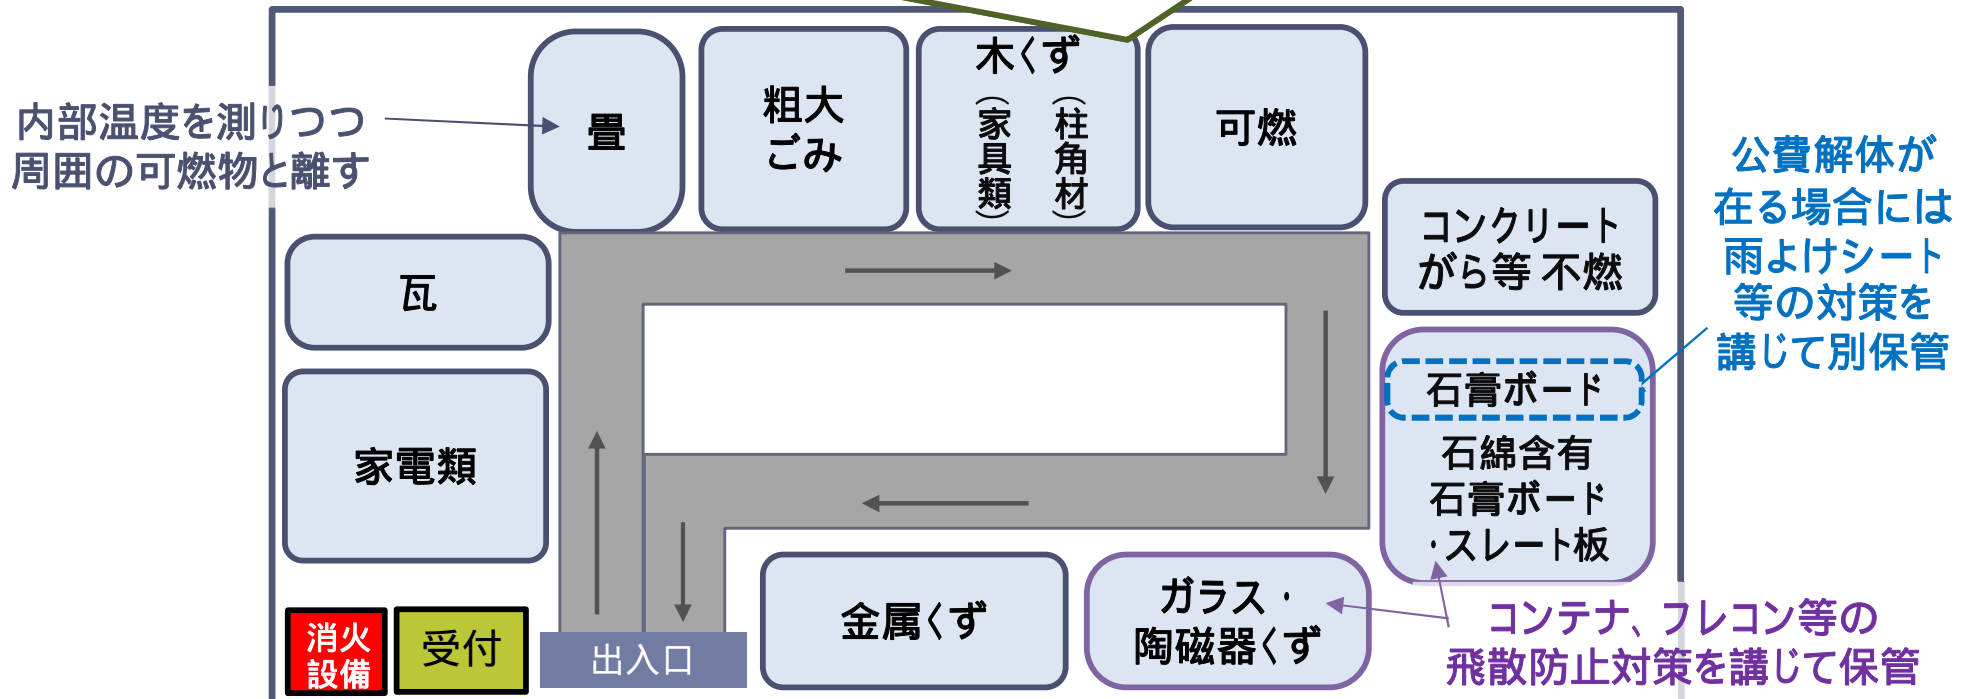 内部温度を測りつつ
周囲の可燃物と離す
畳
粗大
ごみ
木くず
（家具類）
（柱角材）
可燃
コンクリート
がら等 不燃
公費解体が
在る場合には
雨よけシート
等の対策を
講じて別保管
瓦
石膏ボード
石綿含有
石膏ボード
・スレート板
家電類
消火
設備
受付
出入口
金属くず
ガラス・
陶磁器くず
コンテナ、フレコン等の
飛散防止対策を講じて保管